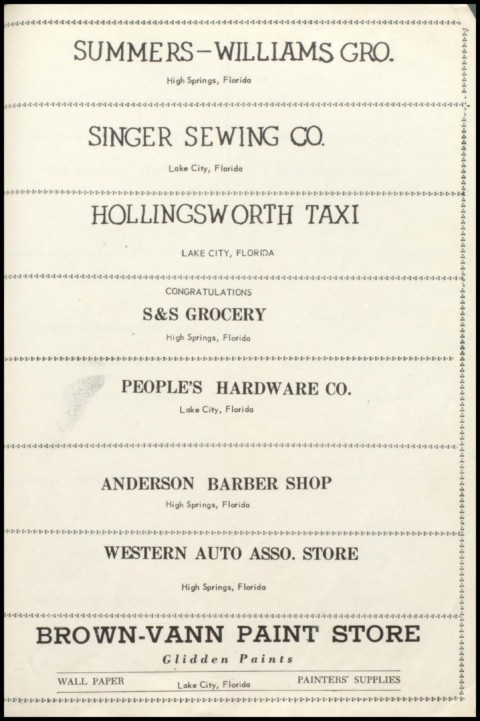 SUMMERS-WILLIAMS GRO.
High Springs, Florida
SINGER SEWING CO.
Lake City, Florida
HOLLINGSWORTH TAXI
LAKE CITY, FLORIDA
CONGRATULATIONS
S&S GROCERY
High Springs, Florida
PEOPLE'S HARDWARE CO.
Lake City, Florida
ANDERSON BARBER SHOP
High Springs, Florida
WESTERN AUTO ASSO. STORE
High Springs, Florida
BROWN-VANN PAINT STORE
Glidden Paints
WALL PAPER Lake City, Florida PAINTERS' SUPPLIES